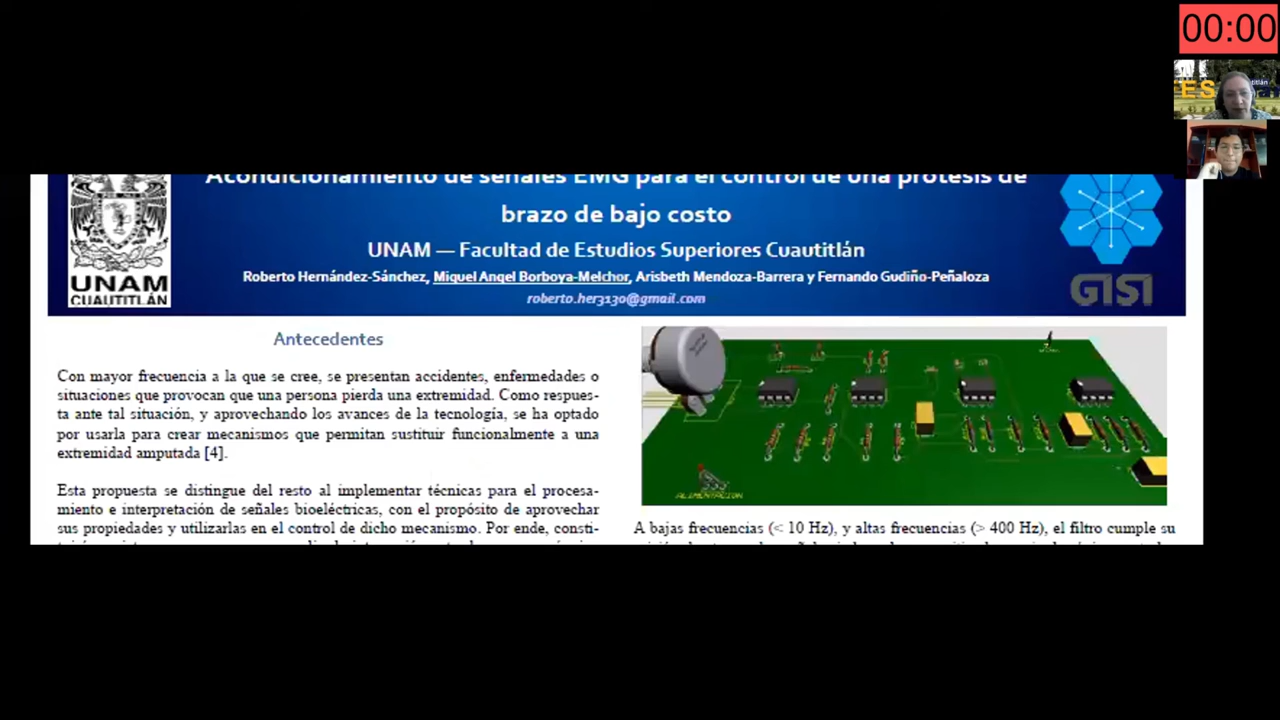 00:00
ES
Acondicionamiento de señales EMG para el control de una prótesis de
brazo de bajo costo
UNAM — Facultad de Estudios Superiores Cuautitlán
Roberto Hernández-Sánchez, Miguel Angel Borboya-Melchor, Arisbeth Mendoza-Barrera y Fernando Gudiño-Peñaloza
roberto.her3130@gmail.com
UNAM
CUAUTITLÁN
GISI
Antecedentes
Con mayor frecuencia a la que se cree, se presentan accidentes, enfermedades o
situaciones que provocan que una persona pierda una extremidad. Como respues-
ta ante tal situación, y aprovechando los avances de la tecnología, se ha optado
por usarla para crear mecanismos que permitan sustituir funcionalmente a una
extremidad amputada [4].
Esta propuesta se distingue del resto al implementar técnicas para el procesa-
miento e interpretación de señales bioeléctricas, con el propósito de aprovechar
sus propiedades y utilizarlas en el control de dicho mecanismo. Por ende, consti-
ALIMENTACION
A bajas frecuencias (< 10 Hz), y altas frecuencias (> 400 Hz), el filtro cumple su